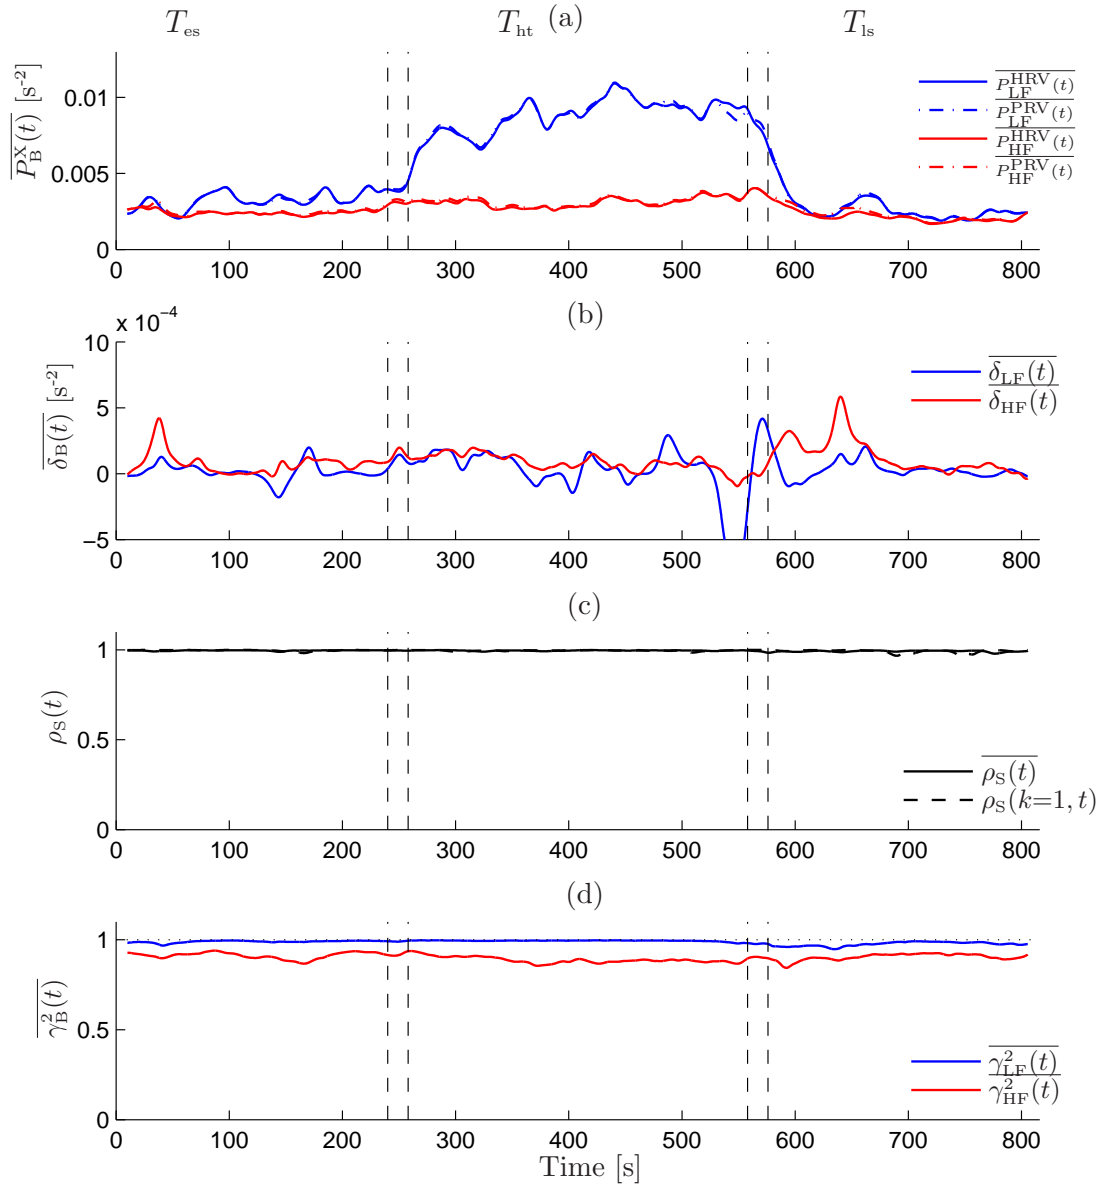 T_es T_ht (a) T_ls
P_B^X(t) [s^-2]
0.01
0.005
0
P_LF^HRV(t)
P_LF^PRV(t)
P_HF^HRV(t)
P_HF^PRV(t)
0 100 200 300 400 500 600 700 800
(b)
x 10^-4
δ_B(t) [s^-2]
10
5
0
−5
δ_LF(t)
δ_HF(t)
0 100 200 300 400 500 600 700 800
(c)
ρ_S(t)
1
0.5
0
ρ_S(t)
ρ_S(k=1, t)
0 100 200 300 400 500 600 700 800
(d)
γ_B^2(t)
1
0.5
0
γ_LF^2(t)
γ_HF^2(t)
0 100 200 300 400 500 600 700 800
Time [s]